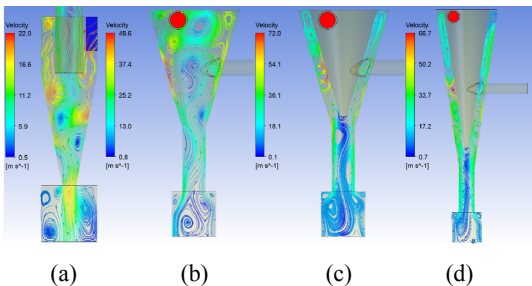 Velocity
22.0
16.6
11.2
5.9
0.5
[m s^-1]
Velocity
49.6
37.4
25.2
13.0
0.8
[m s^-1]
Velocity
72.0
54.1
36.1
18.1
0.1
[m s^-1]
Velocity
66.7
50.2
33.7
17.2
0.7
[m s^-1]
(a)
(b)
(c)
(d)